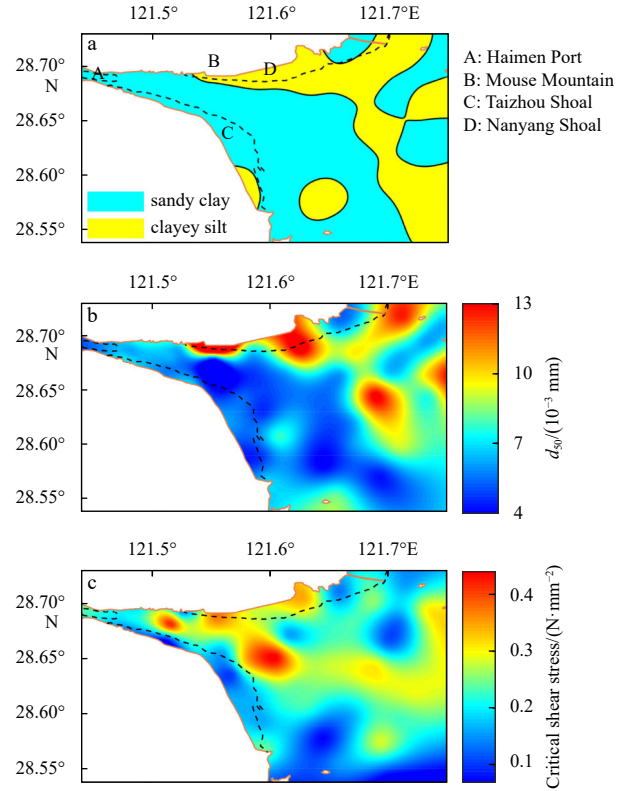 121.5° 121.6° 121.7°E
a
28.70°
N
28.65°
28.60°
28.55°
A
B
C
D
sandy clay
clayey silt
A: Haimen Port
B: Mouse Mountain
C: Taizhou Shoal
D: Nanyang Shoal
121.5° 121.6° 121.7°E
b
28.70°
N
28.65°
28.60°
28.55°
13
10
7
4
d50/(10⁻³ mm)
121.5° 121.6° 121.7°E
c
28.70°
N
28.65°
28.60°
28.55°
0.4
0.3
0.2
0.1
Critical shear stress/(N·mm⁻²)